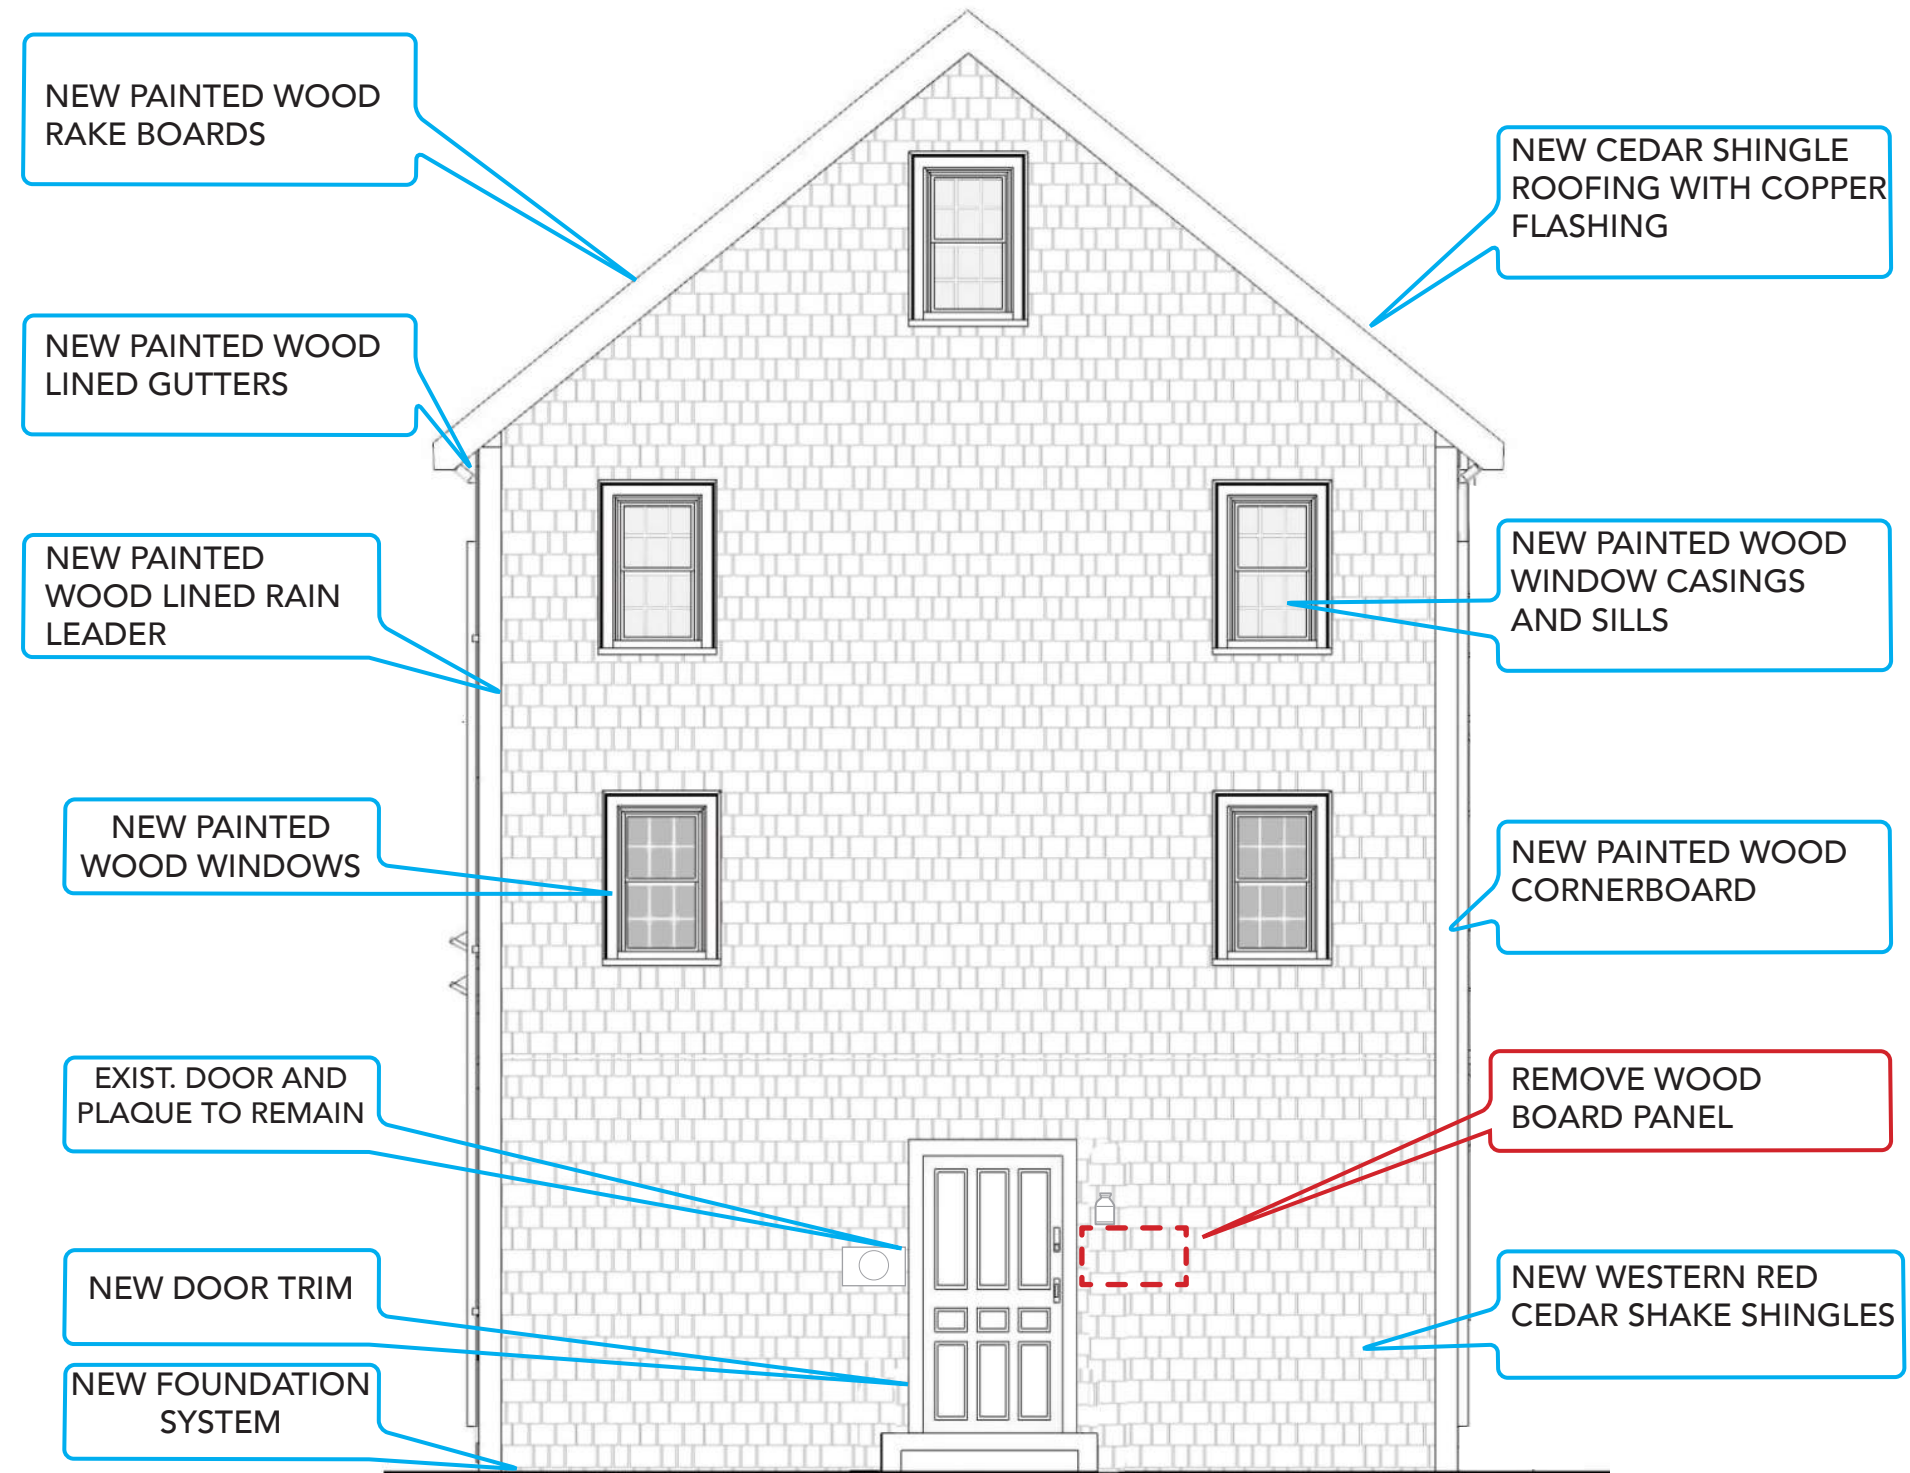 NEW PAINTED WOOD
RAKE BOARDS
NEW PAINTED WOOD
LINED GUTTERS
NEW PAINTED
WOOD LINED RAIN
LEADER
NEW PAINTED
WOOD WINDOWS
EXIST. DOOR AND
PLAQUE TO REMAIN
NEW DOOR TRIM
NEW FOUNDATION
SYSTEM
NEW CEDAR SHINGLE
ROOFING WITH COPPER
FLASHING
NEW PAINTED WOOD
WINDOW CASINGS
AND SILLS
NEW PAINTED WOOD
CORNERBOARD
REMOVE WOOD
BOARD PANEL
NEW WESTERN RED
CEDAR SHAKE SHINGLES